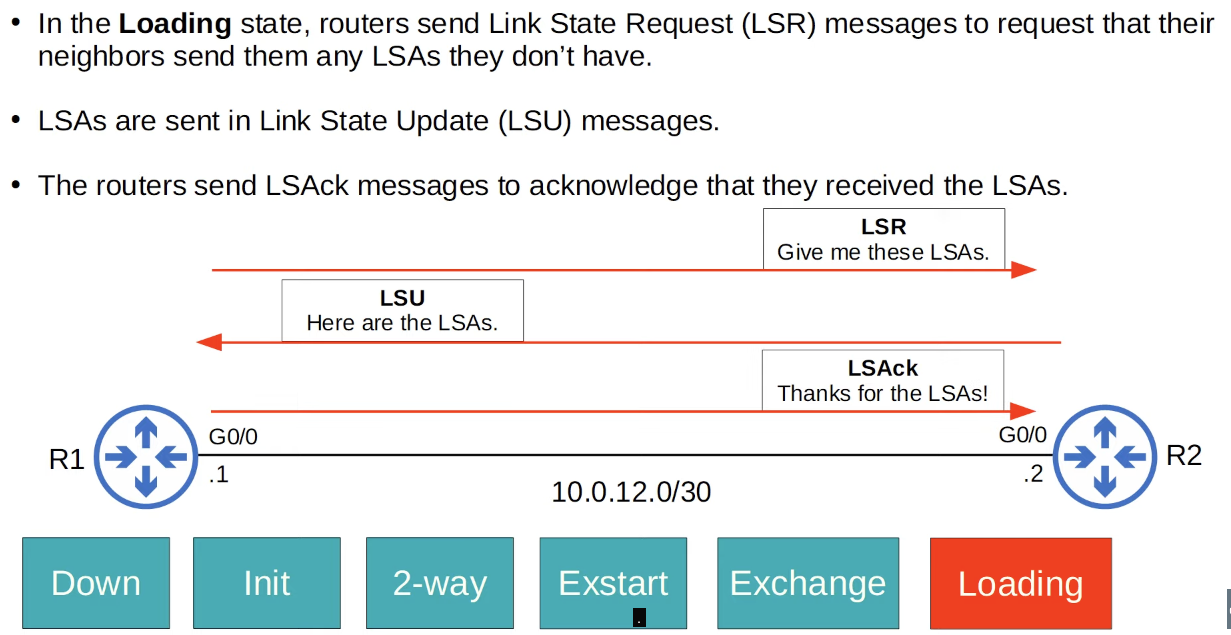 • In the Loading state, routers send Link State Request (LSR) messages to request that their
neighbors send them any LSAs they don't have.
• LSAs are sent in Link State Update (LSU) messages.
• The routers send LSAck messages to acknowledge that they received the LSAs.
LSR
Give me these LSAs.
LSU
Here are the LSAs.
LSAck
Thanks for the LSAs!
R1
G0/0
.1
10.0.12.0/30
G0/0
.2
R2
Down
Init
2-way
Exstart
Exchange
Loading